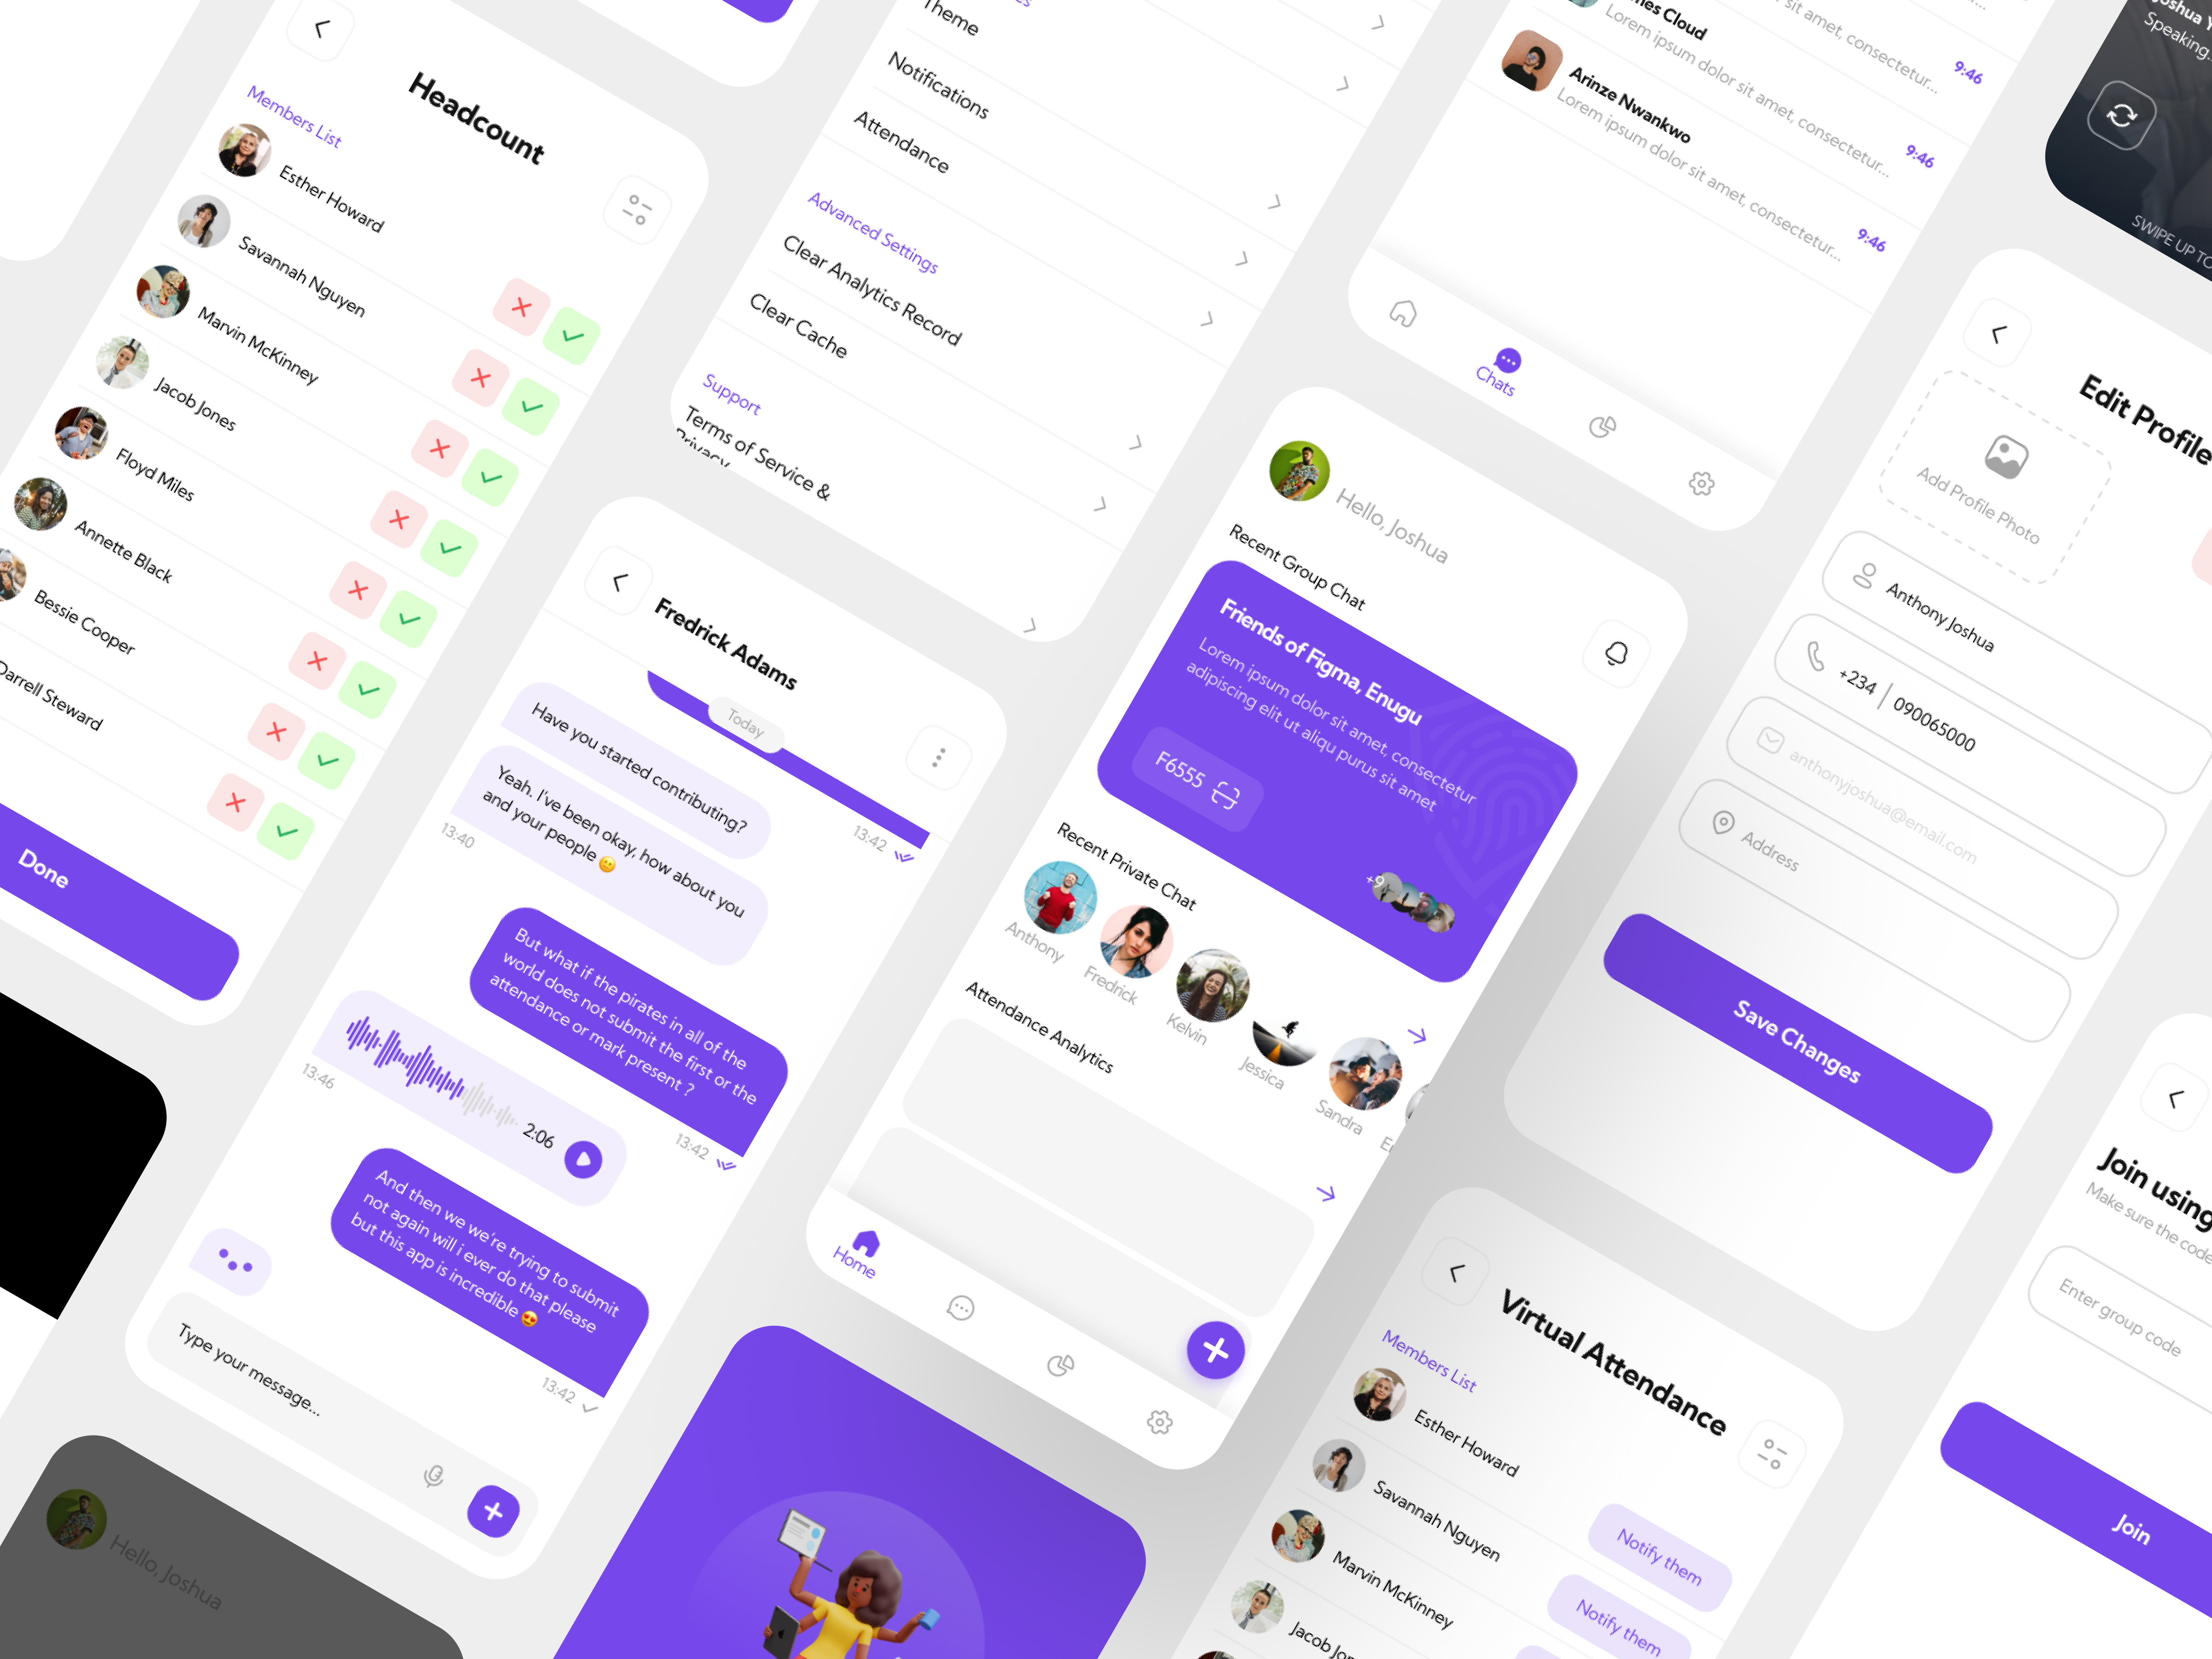 Headcount
Members List
Esther Howard
Savannah Nguyen
Marvin McKinney
Jacob Jones
Floyd Miles
Annette Black
Bessie Cooper
Darrell Steward
Done
Theme
Notifications
Attendance
Advanced Settings
Clear Analytics Record
Clear Cache
Support
Terms of Service &
Privacy
Fredrick Adams
Today
13:42
Have you started contributing?
Yeah. I've been okay, how about you
and your people 🙂
13:40
But what if the pirates in all of the
world does not submit the first or the
attendance or mark present ?
13:42
2:06
13:46
And then we we're trying to submit
not again will i ever do that please
but this app is incredible 😍
13:42
Type your message...
Hello, Joshua
Cloud
Lorem ipsum dolor sit amet, consectetur...
9:46
Arinze Nwankwo
Lorem ipsum dolor sit amet, consectetur...
9:46
sit amet, consectetur...
9:46
Chats
Hello, Joshua
Recent Group Chat
Friends of Figma, Enugu
Lorem ipsum dolor sit amet, consectetur
adipiscing elit ut aliqu purus sit amet
F6555
+9
Recent Private Chat
Anthony
Fredrick
Kelvin
Jessica
Sandra
Attendance Analytics
Home
Joshua Y
Speaking..
SWIPE UP TO
Edit Profile
Add Profile Photo
Anthony Joshua
+234 | 090065000
anthonyjoshua@email.com
Address
Save Changes
Virtual Attendance
Members List
Esther Howard
Savannah Nguyen
Notify them
Marvin McKinney
Notify them
Jacob Jon
Join using
Make sure the code
Enter group code
Join